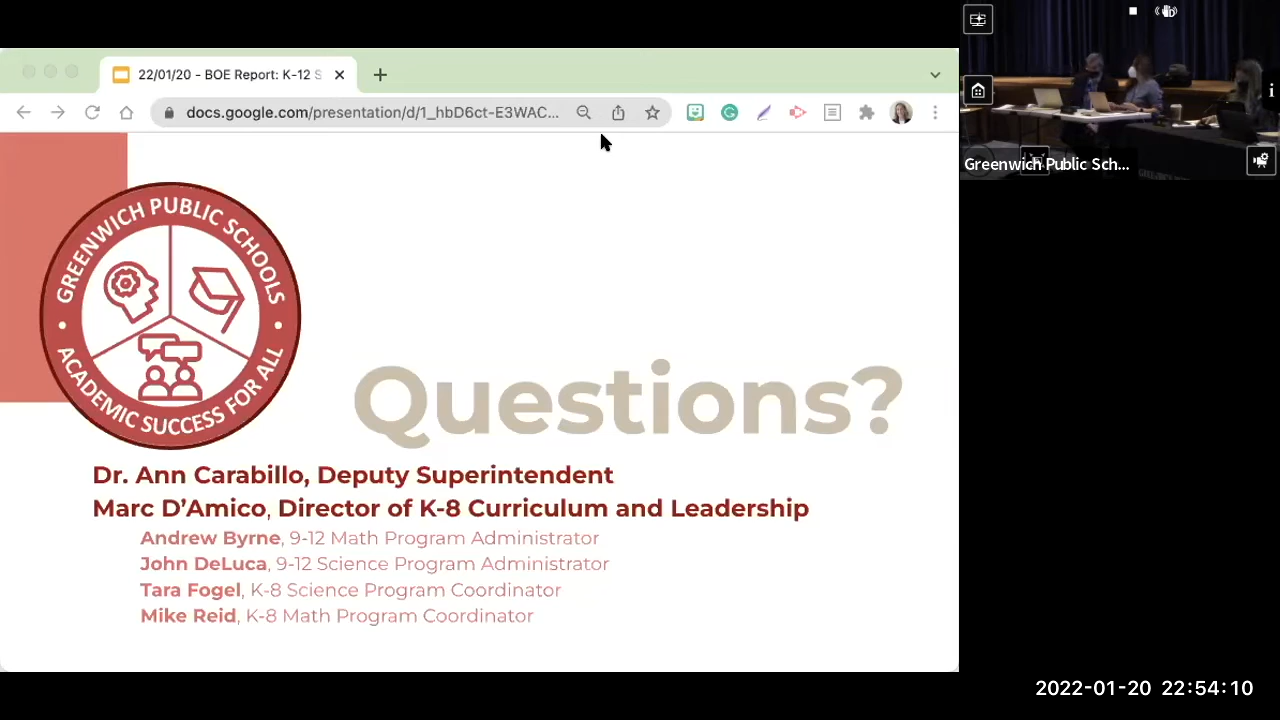 22/01/20 - BOE Report: K-12 S
docs.google.com/presentation/d/1_hbD6ct-E3WAC...
Greenwich Public Sch...
GREENWICH PUBLIC SCHOOLS
ACADEMIC SUCCESS FOR ALL
Questions?
Dr. Ann Carabillo, Deputy Superintendent
Marc D’Amico, Director of K-8 Curriculum and Leadership
Andrew Byrne, 9-12 Math Program Administrator
John DeLuca, 9-12 Science Program Administrator
Tara Fogel, K-8 Science Program Coordinator
Mike Reid, K-8 Math Program Coordinator
2022-01-20 22:54:10